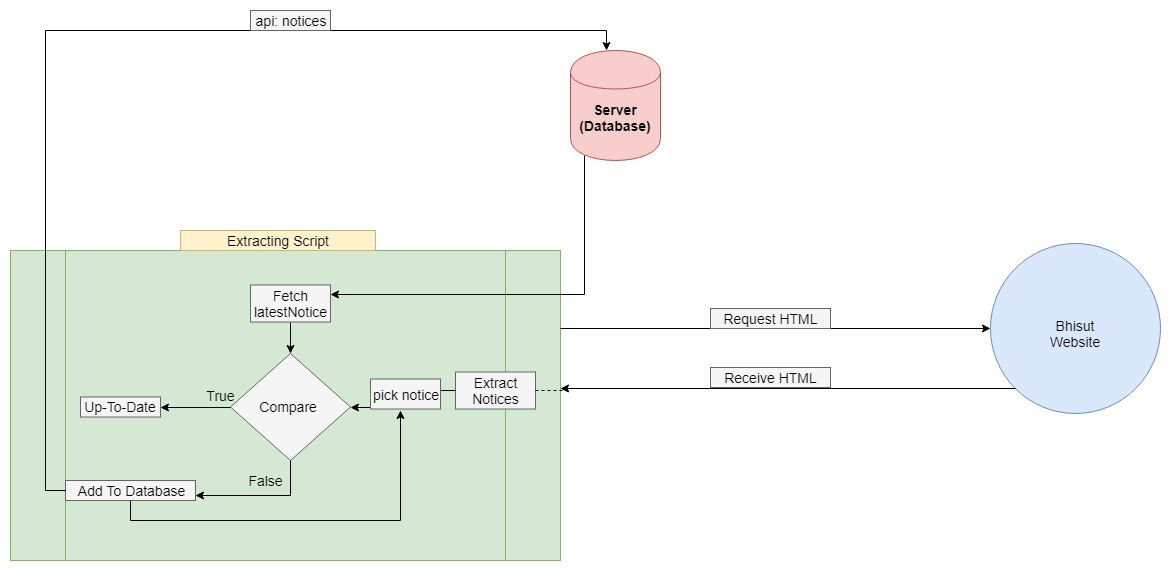 api: notices
Server
(Database)
Extracting Script
Fetch
latestNotice
Request HTML
Bhisut
Website
Receive HTML
Extract
Notices
pick notice
True
Compare
Up-To-Date
False
Add To Database